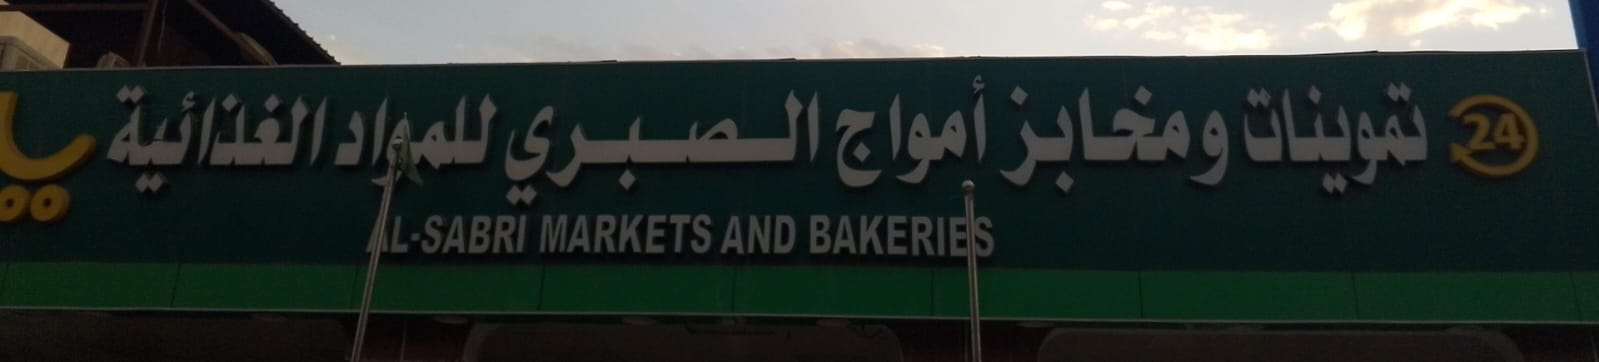 24 تموينات ومخابز أمواج الصبري للمواد الغذائية
AL-SABRI MARKETS AND BAKERIES